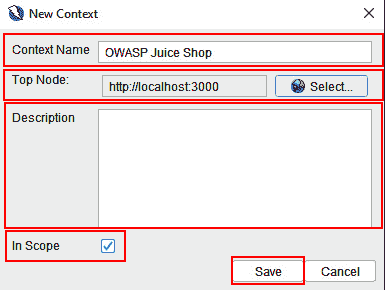 New Context
Context Name OWASP Juice Shop
Top Node: http://localhost:3000 Select...
Description
In Scope
Save Cancel